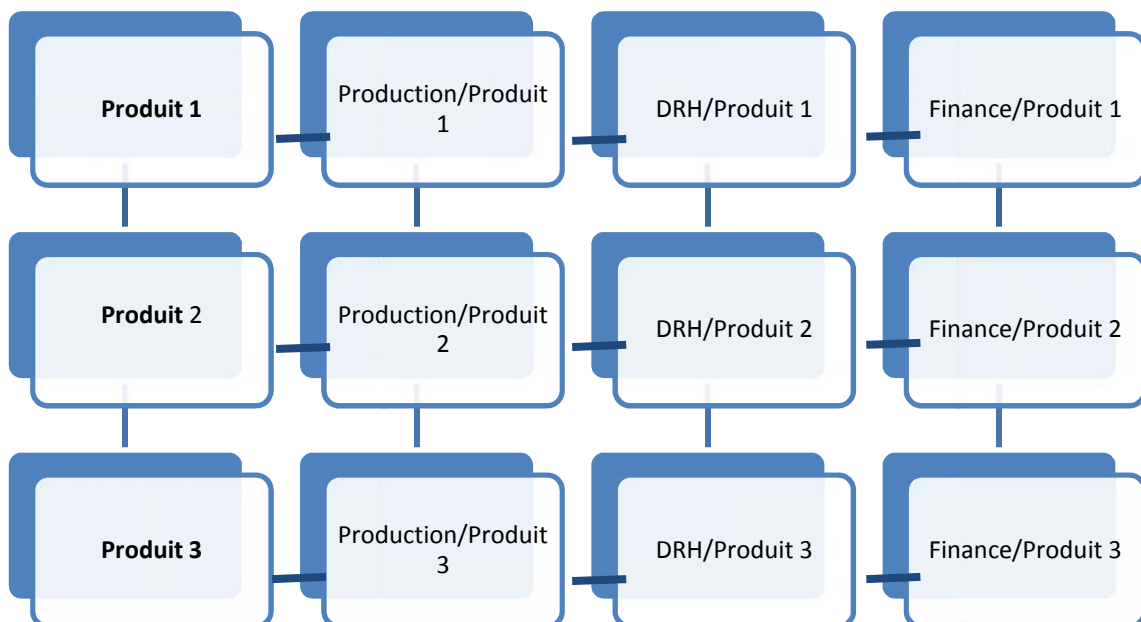 Produit 1
Production/Produit
1
DRH/Produit 1
Finance/Produit 1
Produit 2
Production/Produit
2
DRH/Produit 2
Finance/Produit 2
Produit 3
Production/Produit
3
DRH/Produit 3
Finance/Produit 3